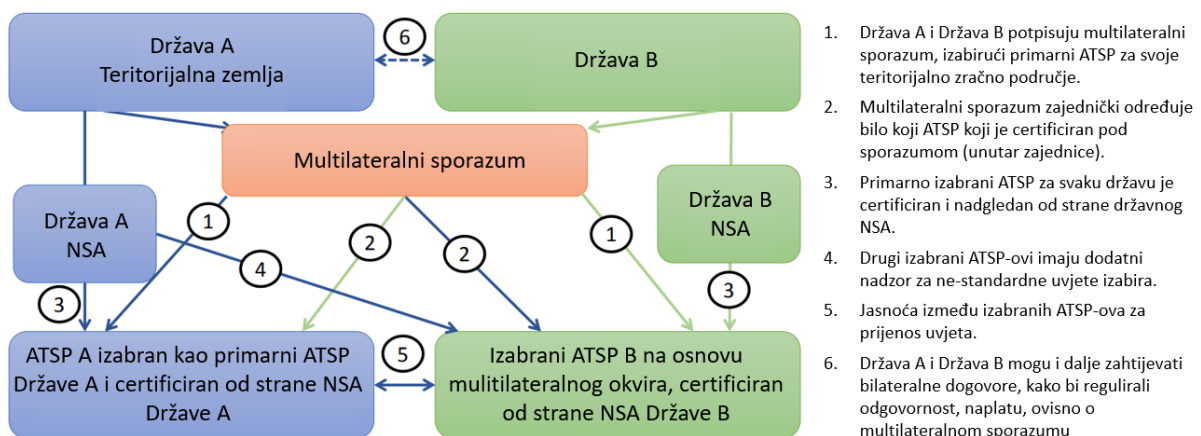 Država A
Teritorijalna zemlja
6
Država B
Multilateralni sporazum
Država A
NSA
Država B
NSA
1
2
2
1
4
3
3
ATSP A izabran kao primarni ATSP
Države A i certificiran od strane NSA
Države A
5
Izabrani ATSP B na osnovu
mulitilateralnog okvira, certificiran
od strane NSA Države B
1. Država A i Država B potpisuju multilateralni
sporazum, izabirući primarni ATSP za svoje
teritorijalno zračno područje.
2. Multilateralni sporazum zajednički određuje
bilo koji ATSP koji je certificiran pod
sporazumom (unutar zajednice).
3. Primarno izabrani ATSP za svaku državu je
certificiran i nadgledan od strane državnog
NSA.
4. Drugi izabrani ATSP-ovi imaju dodatni
nadzor za ne-standardne uvjete izabira.
5. Jasnoća između izabranih ATSP-ova za
prijenos uvjeta.
6. Država A i Država B mogu i dalje zahtijevati
bilateralne dogovore, kako bi regulirali
odgovornost, naplatu, ovisno o
multilateralnom sporazumu